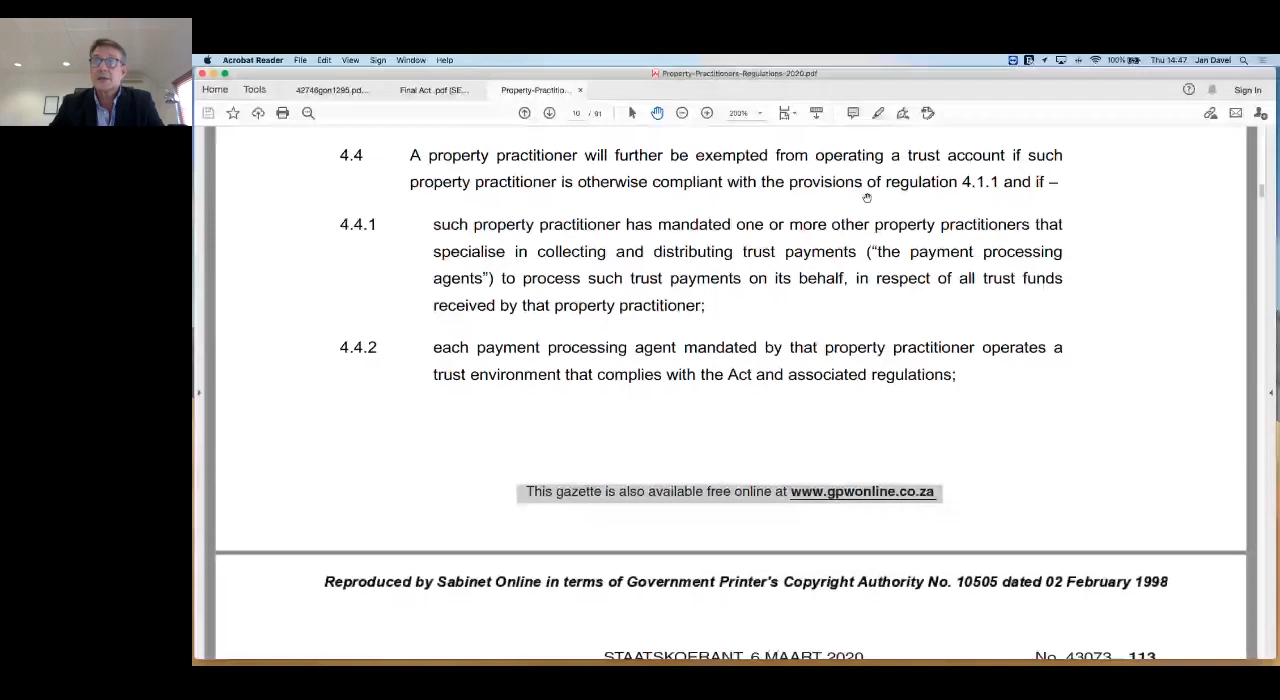 Acrobat Reader File Edit View Sign Window Help 100% Thu 14:47 Jan Davel
Property-Practitioners-Regulations-2020.pdf
Home Tools 42746gon1295.pd... Final Act .pdf (SE... Property-Practitio... × Sign In
16 / 91 200%
4.4 A property practitioner will further be exempted from operating a trust account if such
property practitioner is otherwise compliant with the provisions of regulation 4.1.1 and if –
4.4.1 such property practitioner has mandated one or more other property practitioners that
specialise in collecting and distributing trust payments (“the payment processing
agents”) to process such trust payments on its behalf, in respect of all trust funds
received by that property practitioner;
4.4.2 each payment processing agent mandated by that property practitioner operates a
trust environment that complies with the Act and associated regulations;
This gazette is also available free online at www.gpwonline.co.za
Reproduced by Sabinet Online in terms of Government Printer's Copyright Authority No. 10505 dated 02 February 1998
STAATSKOERANT, 6 MAART 2020 No. 43073 113